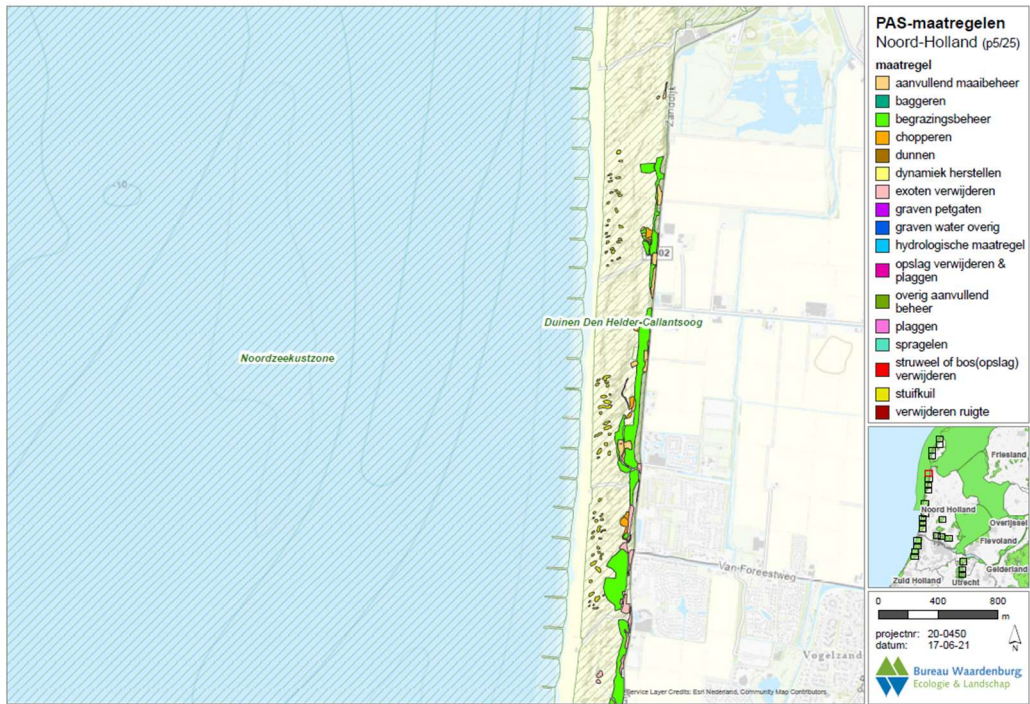 -10
Noordzeekustzone
Duinen Den Helder-Callantsoog
Zanddijk
Van-Foreestweg
Vogelzand
Service Layer Credits: Esri Nederland, Community Map Contributors
PAS-maatregelen
Noord-Holland (p5/25)
maatregel
aanvullend maaibeheer
baggeren
begrazingsbeheer
chopperen
dunnen
dynamiek herstellen
exoten verwijderen
graven petgaten
graven water overig
hydrologische maatregel
opslag verwijderen &
plaggen
overig aanvullend
beheer
plaggen
spragelen
struweel of bos(opslag)
verwijderen
stuifkuil
verwijderen ruigte
Friesland
Noord Holland
Overijssel
Flevoland
Gelderland
Zuid Holland
Utrecht
0 400 800
m
projectnr: 20-0450
datum: 17-06-21
N
Bureau Waardenburg
Ecologie & Landschap